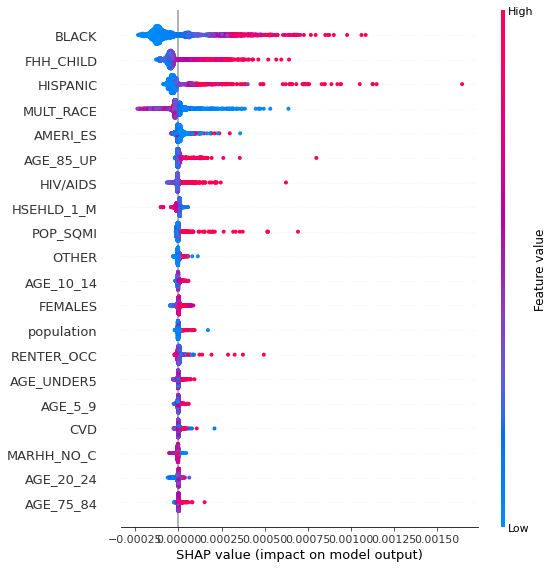 High
BLACK
FHH_CHILD
HISPANIC
MULT_RACE
AMERI_ES
AGE_85_UP
HIV/AIDS
HSEHLD_1_M
POP_SQMI
OTHER
AGE_10_14
FEMALES
population
RENTER_OCC
AGE_UNDER5
AGE_5_9
CVD
MARHH_NO_C
AGE_20_24
AGE_75_84
Feature value
Low
−0.00025 0.00000 0.00025 0.00050 0.00075 0.00100 0.00125 0.00150
SHAP value (impact on model output)